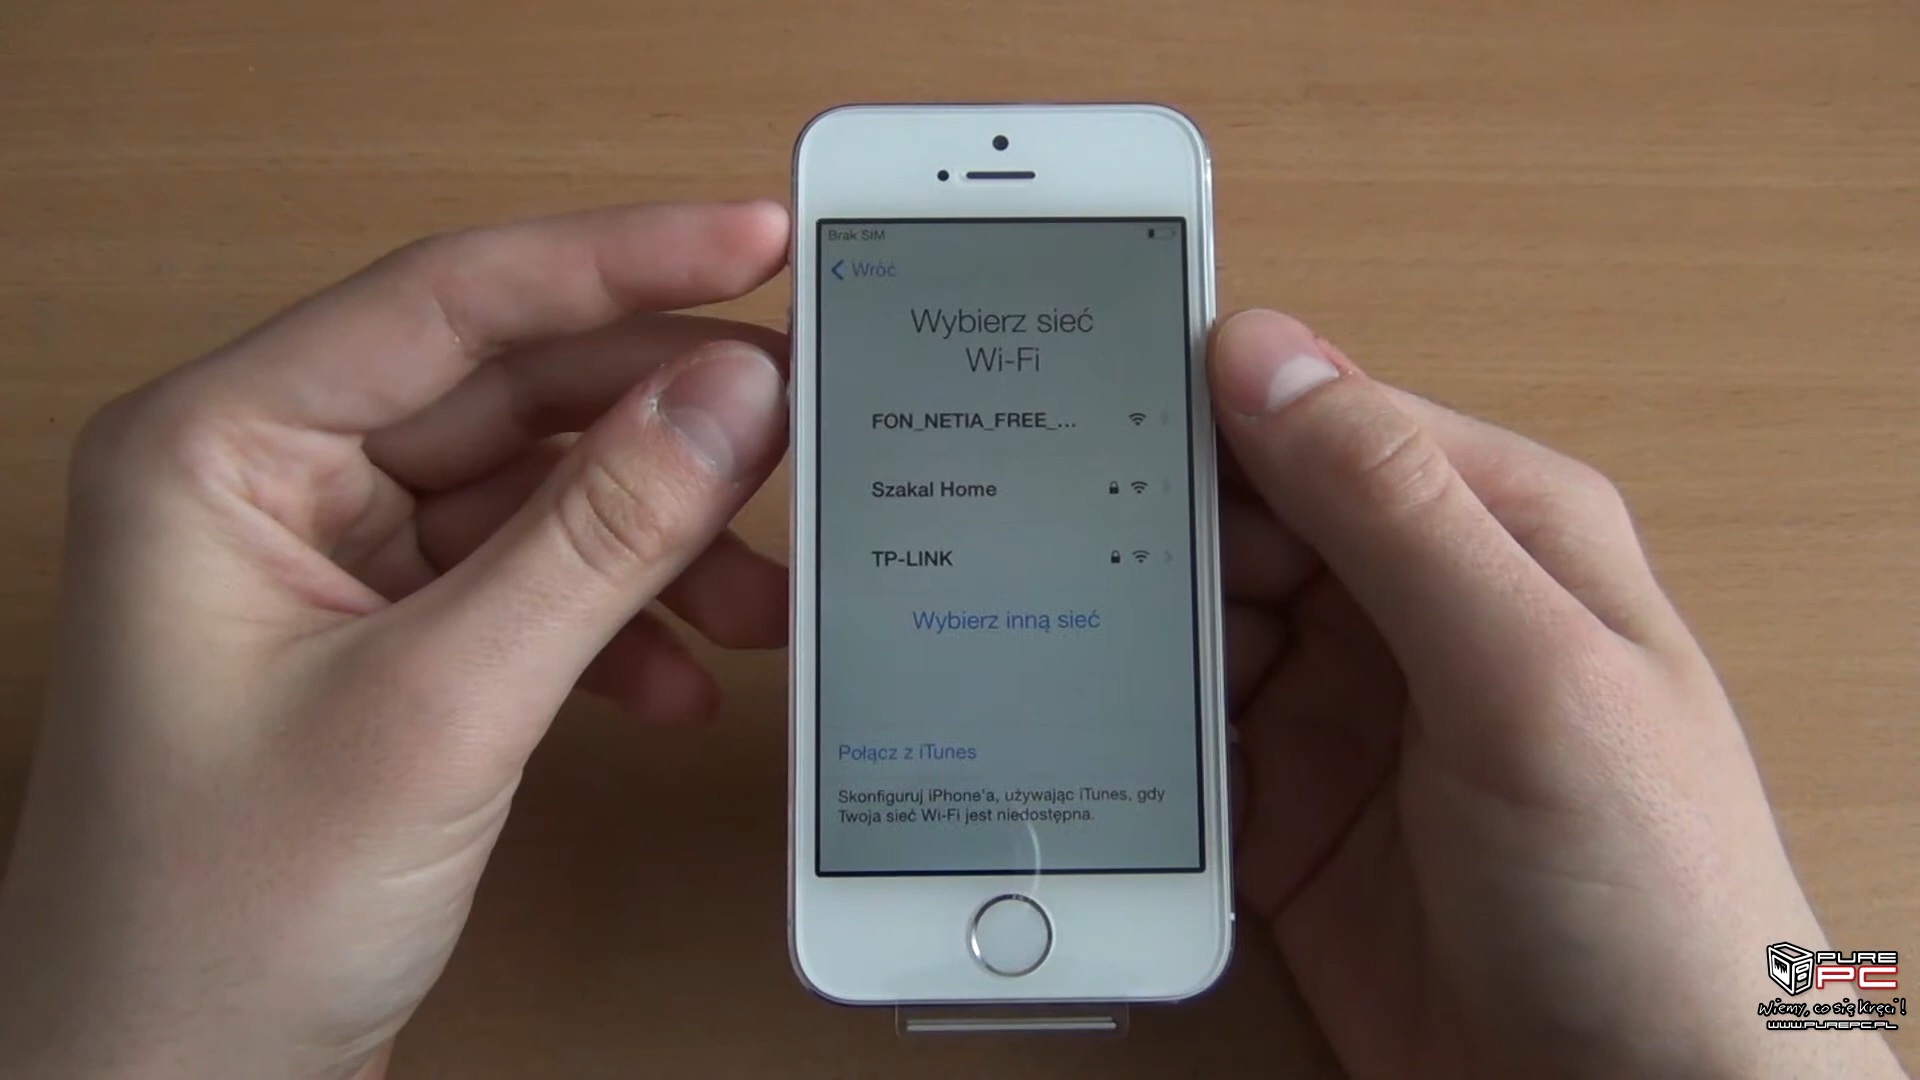 Brak SIM
Wróć
Wybierz sieć
Wi-Fi
FON_NETIA_FREE_...
Szakal Home
TP-LINK
Wybierz inną sieć
Połącz z iTunes
Skonfiguruj iPhone'a, używając iTunes, gdy
Twoja sieć Wi-Fi jest niedostępna.
PURE
PC
Wiemy, co się kręci!
WWW.PUREPC.PL